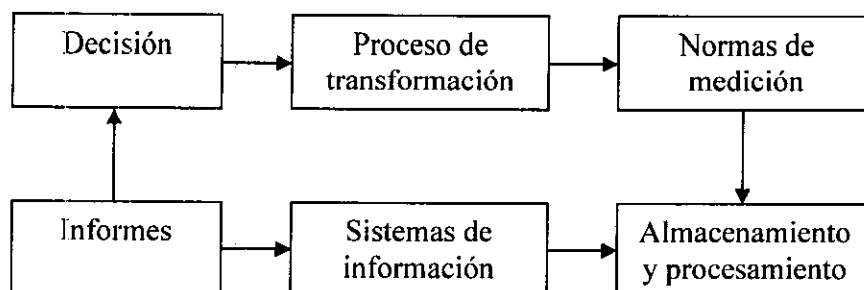 Decisión
Proceso de
transformación
Normas de
medición
Informes
Sistemas de
información
Almacenamiento
y procesamiento